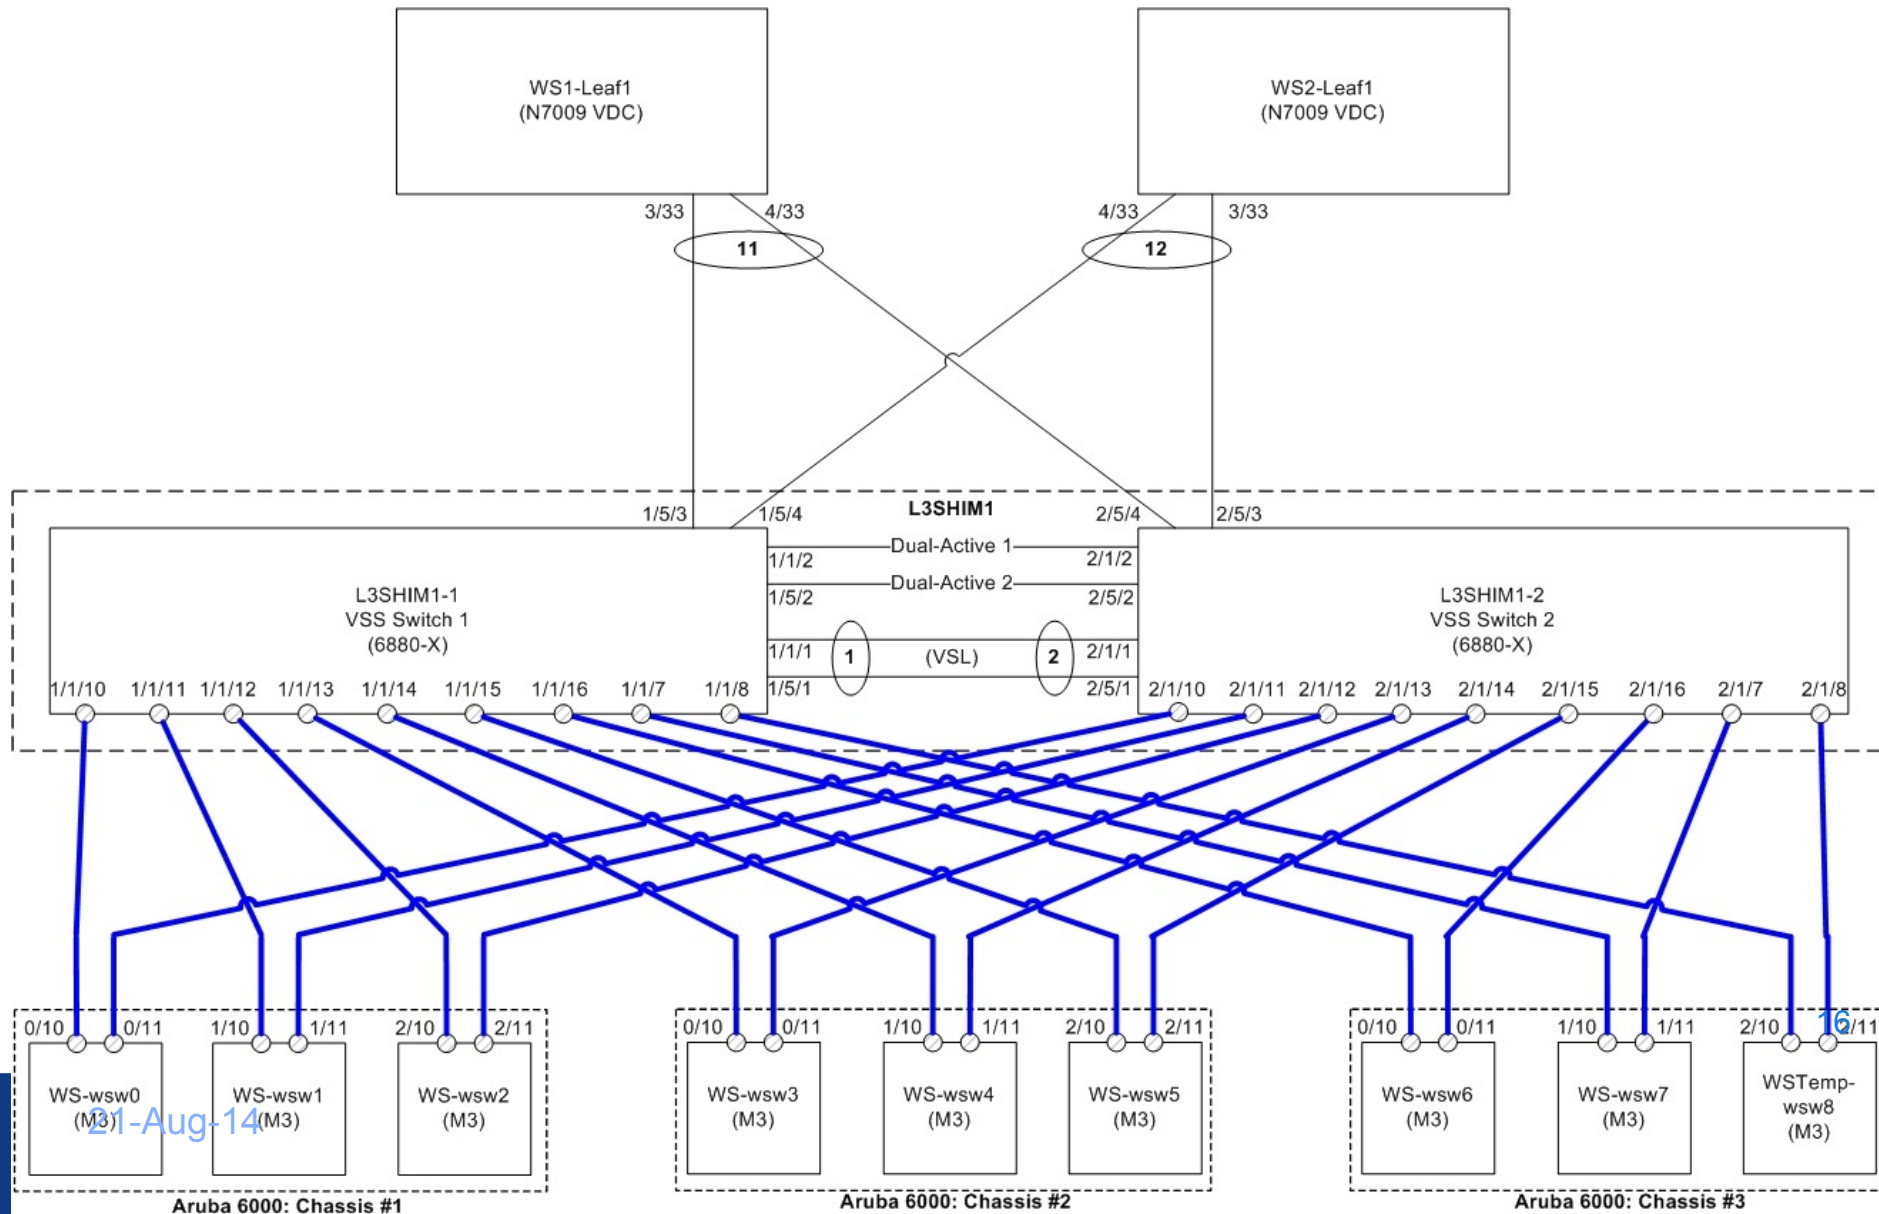 WS1-Leaf1
(N7009 VDC)
WS2-Leaf1
(N7009 VDC)
3/33
4/33
4/33
3/33
11
12
1/5/3
1/5/4
L3SHIM1
2/5/4
2/5/3
Dual-Active 1
1/1/2
2/1/2
Dual-Active 2
1/5/2
2/5/2
L3SHIM1-1
VSS Switch 1
(6880-X)
L3SHIM1-2
VSS Switch 2
(6880-X)
1/1/1
1
(VSL)
2
2/1/1
1/5/1
2/5/1
1/1/10
1/1/11
1/1/12
1/1/13
1/1/14
1/1/15
1/1/16
1/1/7
1/1/8
2/1/10
2/1/11
2/1/12
2/1/13
2/1/14
2/1/15
2/1/16
2/1/7
2/1/8
0/10
0/11
1/10
1/11
2/10
2/11
0/10
0/11
1/10
1/11
2/10
2/11
0/10
0/11
1/10
1/11
2/10
2/11
16
WS-wsw0
(M3)
WS-wsw1
(M3)
WS-wsw2
(M3)
WS-wsw3
(M3)
WS-wsw4
(M3)
WS-wsw5
(M3)
WS-wsw6
(M3)
WS-wsw7
(M3)
WSTemp-
wsw8
(M3)
21-Aug-14
Aruba 6000: Chassis #1
Aruba 6000: Chassis #2
Aruba 6000: Chassis #3